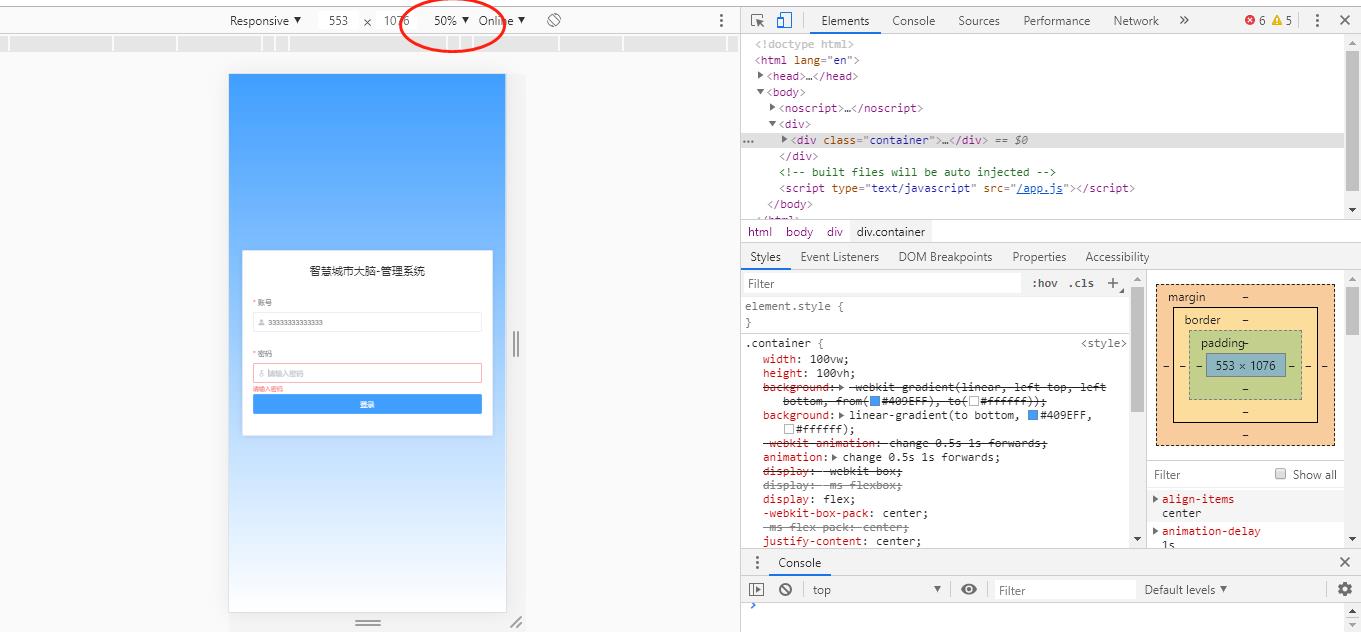 Responsive ▼ 553 × 1076 50% ▼ Online ▼
Elements Console Sources Performance Network » 6 5
<!doctype html>
<html lang="en">
<head>…</head>
<body>
<noscript>…</noscript>
<div>
<div class="container">…</div> == $0
</div>
<!-- built files will be auto injected -->
<script type="text/javascript" src="/app.js"></script>
</body>
</html>
html body div div.container
Styles Event Listeners DOM Breakpoints Properties Accessibility
Filter :hov .cls +
element.style {
}
.container { <style>
width: 100vw;
height: 100vh;
background: -webkit-gradient(linear, left top, left
bottom, from(#409EFF), to(#ffffff));
background: linear-gradient(to bottom, #409EFF,
#ffffff);
-webkit-animation: change 0.5s 1s forwards;
animation: change 0.5s 1s forwards;
display: -webkit-box;
display: -ms-flexbox;
display: flex;
-webkit-box-pack: center;
-ms-flex-pack: center;
justify-content: center;
margin –
border –
padding –
– – – 553 × 1076 – – –
–
–
–
Filter Show all
align-items
center
animation-delay
1s
智慧城市大脑-管理系统
* 账号
33333333333333
* 密码
请输入密码
请输入密码
登录
Console
top ▼ Filter Default levels ▼